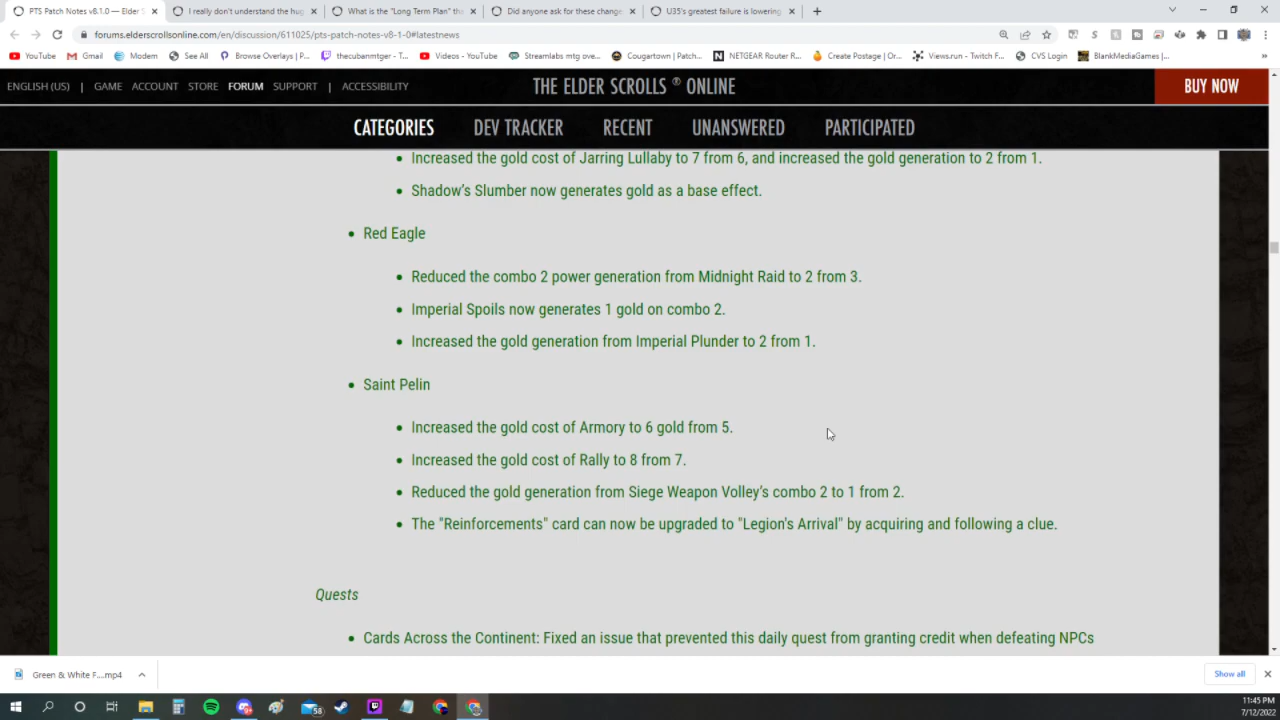 PTS Patch Notes v8.1.0 — Elder S
I really don't understand the hug
What is the "Long Term Plan" th
Did anyone ask for these change
U35's greatest failure is lowering
forums.elderscrollsonline.com/en/discussion/611025/pts-patch-notes-v8-1-0#latestnews
YouTube
Gmail
Modem
See All
Browse Overlays | P...
thecubanmtger - T...
Videos - YouTube
Streamlabs mtg ove...
Cougartown | Patch...
NETGEAR Router R...
Create Postage | Or...
Views.run - Twitch F...
CVS Login
BlankMediaGames |...
»
ENGLISH (US) | GAME ACCOUNT STORE FORUM SUPPORT | ACCESSIBILITY
THE ELDER SCROLLS ® ONLINE
BUY NOW
CATEGORIES DEV TRACKER RECENT UNANSWERED PARTICIPATED
• Increased the gold cost of Jarring Lullaby to 7 from 6, and increased the gold generation to 2 from 1.
• Shadow's Slumber now generates gold as a base effect.
• Red Eagle
• Reduced the combo 2 power generation from Midnight Raid to 2 from 3.
• Imperial Spoils now generates 1 gold on combo 2.
• Increased the gold generation from Imperial Plunder to 2 from 1.
• Saint Pelin
• Increased the gold cost of Armory to 6 gold from 5.
• Increased the gold cost of Rally to 8 from 7.
• Reduced the gold generation from Siege Weapon Volley's combo 2 to 1 from 2.
• The "Reinforcements" card can now be upgraded to "Legion's Arrival" by acquiring and following a clue.
Quests
• Cards Across the Continent: Fixed an issue that prevented this daily quest from granting credit when defeating NPCs
Green & White F....mp4
Show all
58
11:45 PM
7/12/2022